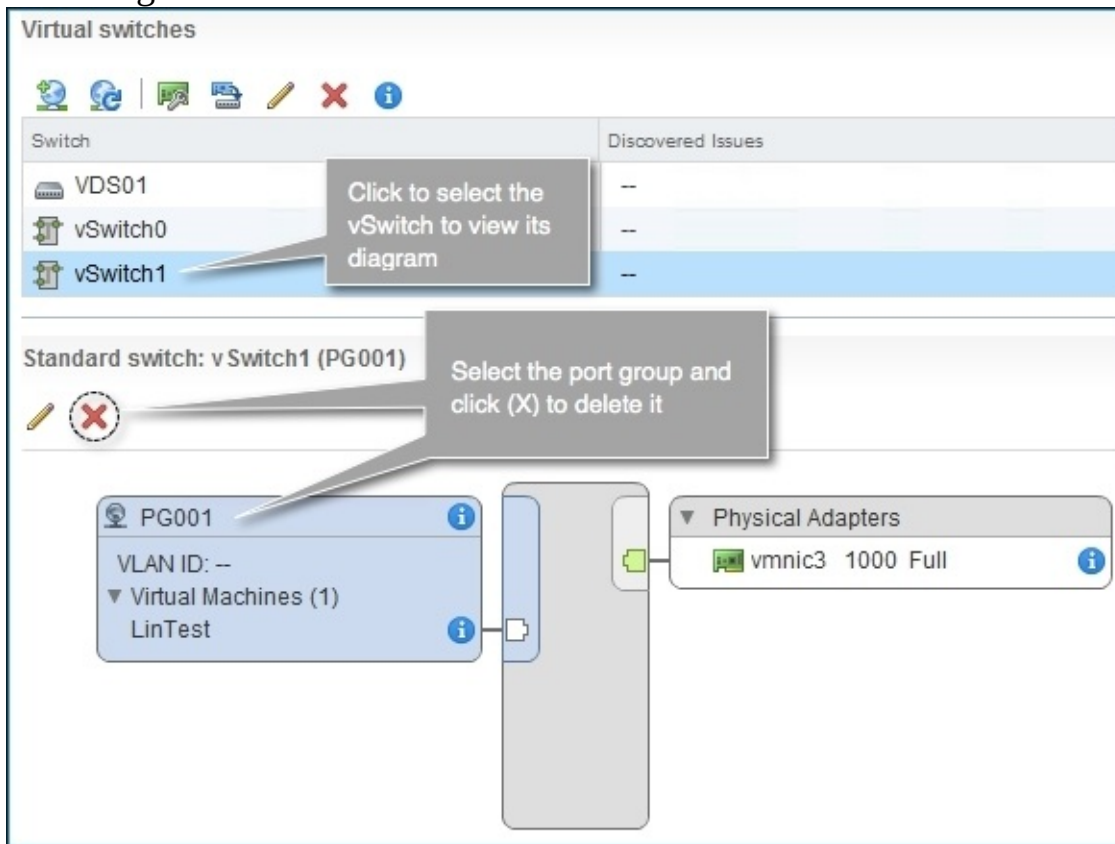 Virtual switches
Switch
Discovered Issues
VDS01
--
vSwitch0
--
vSwitch1
--
Click to select the
vSwitch to view its
diagram
Standard switch: vSwitch1 (PG001)
Select the port group and
click (X) to delete it
PG001
VLAN ID: --
Virtual Machines (1)
LinTest
Physical Adapters
vmnic3 1000 Full